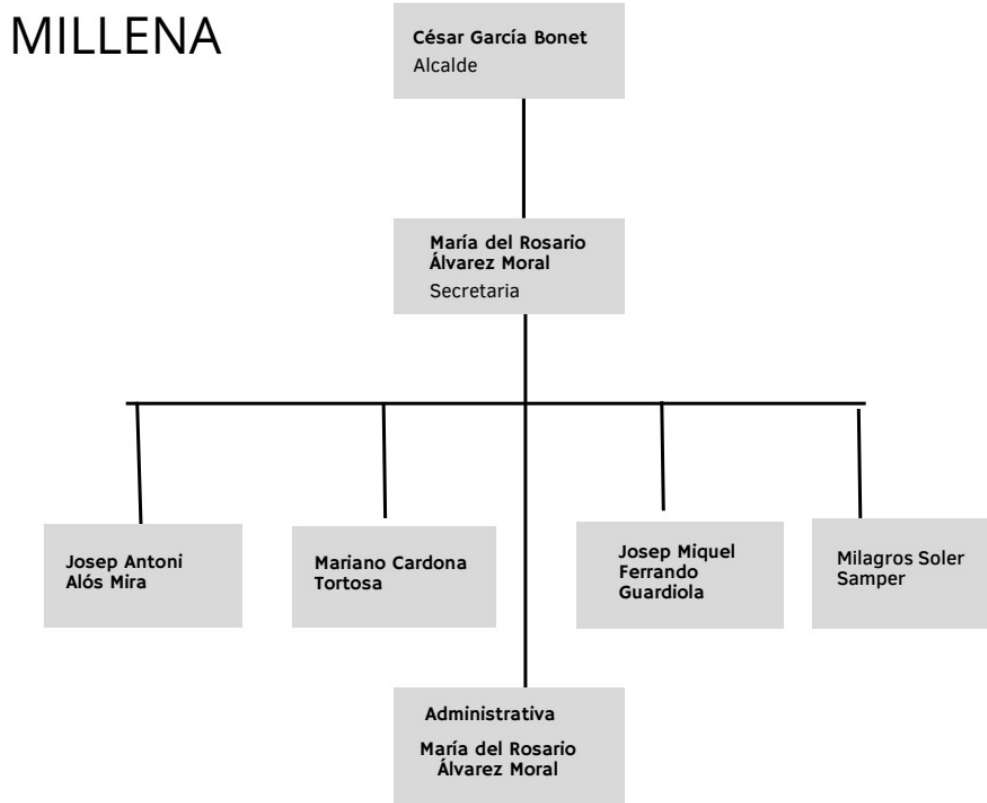 MILLENA
César García Bonet
Alcalde
María del Rosario
Álvarez Moral
Secretaria
Josep Antoni
Alós Mira
Mariano Cardona
Tortosa
Josep Miquel
Ferrando
Guardiola
Milagros Soler
Samper
Administrativa
María del Rosario
Álvarez Moral